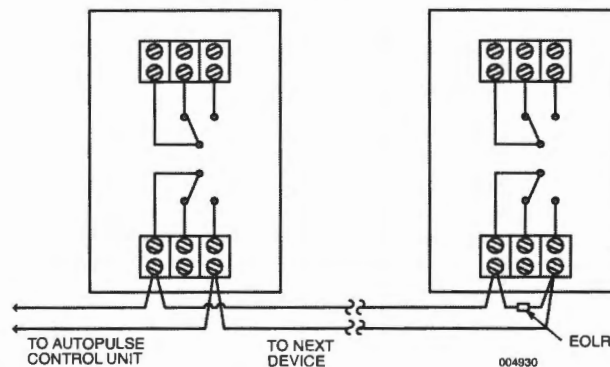 TO AUTOPULSE
CONTROL UNIT
TO NEXT
DEVICE
EOLR
004930